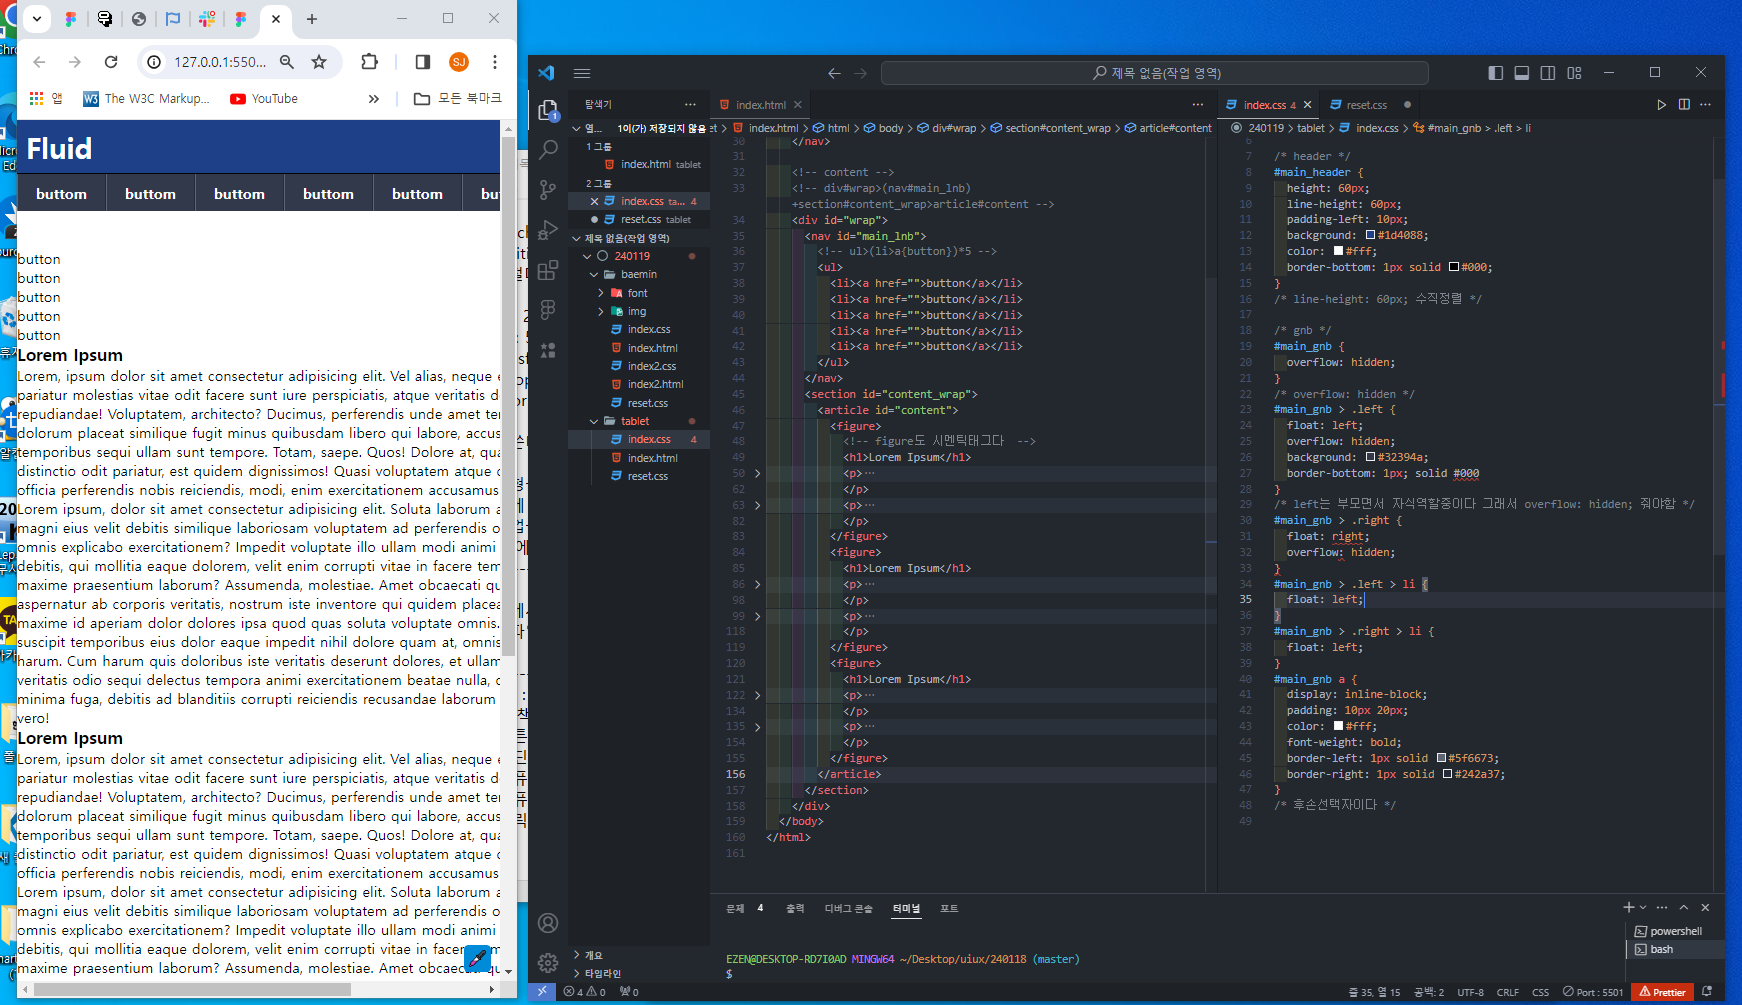 127.0.0.1:550...
SJ
앱
The W3C Markup...
YouTube
모든 북마크
Fluid
buttom
buttom
buttom
buttom
buttom
bu
button
button
button
button
button
Lorem Ipsum
Lorem, ipsum dolor sit amet consectetur adipisicing elit. Vel alias, neque
pariatur molestias vitae odit facere sunt iure perspiciatis, atque veritatis d
repudiandae! Voluptatem, architecto? Ducimus, perferendis unde amet ter
dolorum placeat similique fugit minus quibusdam libero qui labore, accus
temporibus sequi ullam sunt tempore. Totam, saepe. Quos! Dolore at, qua
distinctio odit pariatur, est quidem dignissimos! Quasi voluptatem atque
officia perferendis nobis reiciendis, modi, enim exercitationem accusamus
Lorem ipsum, dolor sit amet consectetur adipisicing elit. Soluta laborum a
magni eius velit debitis similique laboriosam voluptatem ad perferendis
omnis explicabo exercitationem? Impedit voluptate illo ullam modi animi
debitis, qui mollitia eaque dolorem, velit enim corrupti vitae in facere tem
maxime praesentium laborum? Assumenda, molestiae. Amet obcaecati qu
aspernatur ab corporis veritatis, nostrum iste inventore qui quidem placea
maxime id aperiam dolor dolores ipsa quod quas soluta voluptate omnis.
suscipit temporibus eius dolor eaque impedit nihil dolore quam at, omnis
harum. Cum harum quis doloribus iste veritatis deserunt dolores, et ullam
veritatis odio sequi delectus tempora animi exercitationem beatae nulla,
minima fuga, debitis ad blanditiis corrupti reiciendis recusandae laborum
vero!
Lorem Ipsum
Lorem, ipsum dolor sit amet consectetur adipisicing elit. Vel alias, neque
pariatur molestias vitae odit facere sunt iure perspiciatis, atque veritatis d
repudiandae! Voluptatem, architecto? Ducimus, perferendis unde amet ter
dolorum placeat similique fugit minus quibusdam libero qui labore, accus
temporibus sequi ullam sunt tempore. Totam, saepe. Quos! Dolore at, qua
distinctio odit pariatur, est quidem dignissimos! Quasi voluptatem atque
officia perferendis nobis reiciendis, modi, enim exercitationem accusamus
Lorem ipsum, dolor sit amet consectetur adipisicing elit. Soluta laborum a
magni eius velit debitis similique laboriosam voluptatem ad perferendis
omnis explicabo exercitationem? Impedit voluptate illo ullam modi animi
debitis, qui mollitia eaque dolorem, velit enim corrupti vitae in facere tem
maxime praesentium laborum? Assumenda, molestiae. Amet obcaecati qu
제목 없음(작업 영역)
탐색기
열... 1이(가) 저장되지 않음
1 그룹
index.html tablet
2 그룹
index.css ta... 4
reset.css tablet
제목 없음(작업 영역)
240119
baemin
font
img
index.css
index.html
index2.css
index2.html
reset.css
tablet
index.css 4
index.html
reset.css
개요
타임라인
index.html
et > index.html > html > body > div#wrap > section#content_wrap > article#content
30 </nav>
31
32 <!-- content -->
33 <!-- div#wrap>(nav#main_lnb)
+section#content_wrap>article#content -->
34 <div id="wrap">
35 <nav id="main_lnb">
36 <!-- ul>(li>a{button})*5 -->
37 <ul>
38 <li><a href="">button</a></li>
39 <li><a href="">button</a></li>
40 <li><a href="">button</a></li>
41 <li><a href="">button</a></li>
42 <li><a href="">button</a></li>
43 </ul>
44 </nav>
45 <section id="content_wrap">
46 <article id="content">
47 <figure>
48 <!-- figure도 시멘틱태그다 -->
49 <h1>Lorem Ipsum</h1>
50 <p>···
62 </p>
63 <p>···
82 </p>
83 </figure>
84 <figure>
85 <h1>Lorem Ipsum</h1>
86 <p>···
98 </p>
99 <p>···
118 </p>
119 </figure>
120 <figure>
121 <h1>Lorem Ipsum</h1>
122 <p>···
134 </p>
135 <p>···
154 </p>
155 </figure>
156 </article>
157 </section>
158 </div>
159 </body>
160 </html>
161
index.css 4
reset.css
240119 > tablet > index.css > #main_gnb > .left > li
6
7 /* header */
8 #main_header {
9 height: 60px;
10 line-height: 60px;
11 padding-left: 10px;
12 background: #1d4088;
13 color: #fff;
14 border-bottom: 1px solid #000;
15 }
16 /* line-height: 60px; 수직정렬 */
17
18 /* gnb */
19 #main_gnb {
20 overflow: hidden;
21 }
22 /* overflow: hidden */
23 #main_gnb > .left {
24 float: left;
25 overflow: hidden;
26 background: #32394a;
27 border-bottom: 1px; solid #000
28 }
29 /* left는 부모면서 자식역할중이다 그래서 overflow: hidden; 줘야함 */
30 #main_gnb > .right {
31 float: right;
32 overflow: hidden;
33 }
34 #main_gnb > .left > li {
35 float: left;
36 }
37 #main_gnb > .right > li {
38 float: left;
39 }
40 #main_gnb a {
41 display: inline-block;
42 padding: 10px 20px;
43 color: #fff;
44 font-weight: bold;
45 border-left: 1px solid #5f6673;
46 border-right: 1px solid #242a37;
47 }
48 /* 후손선택자이다 */
49
문제 4
출력
디버그 콘솔
터미널
포트
powershell
bash
EZEN@DESKTOP-RD7I0AD MINGW64 ~/Desktop/uiux/240118 (master)
$
4 0
0
줄 35, 열 15
공백: 2
UTF-8
CRLF
CSS
Port : 5501
Prettier